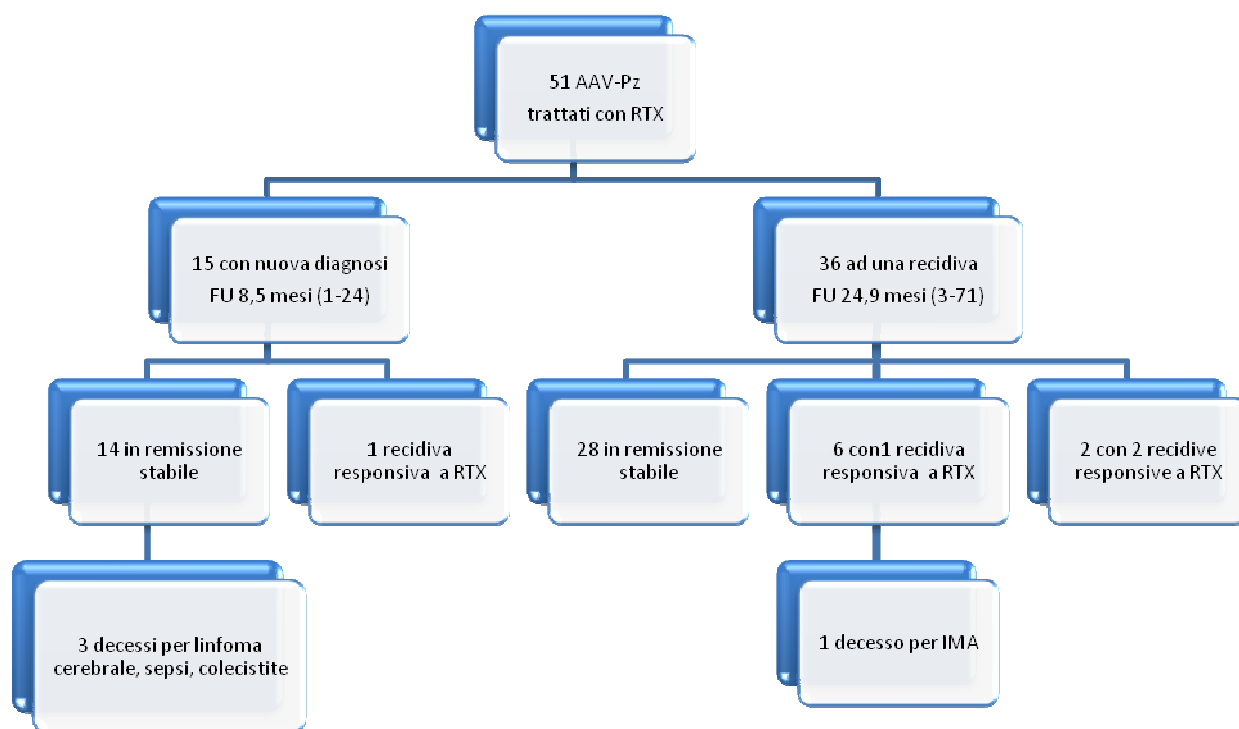 51 AAV-Pz
trattati con RTX
15 con nuova diagnosi
FU 8,5 mesi (1-24)
36 ad una recidiva
FU 24,9 mesi (3-71)
14 in remissione
stabile
1 recidiva
responsiva a RTX
28 in remissione
stabile
6 con1 recidiva
responsiva a RTX
2 con 2 recidive
responsive a RTX
3 decessi per linfoma
cerebrale, sepsi, colecistite
1 decesso per IMA